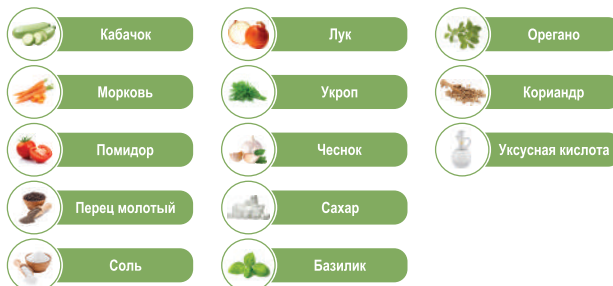 Кабачок
Лук
Орегано
Морковь
Укроп
Кориандр
Помидор
Чеснок
Уксусная кислота
Перец молотый
Сахар
Соль
Базилик